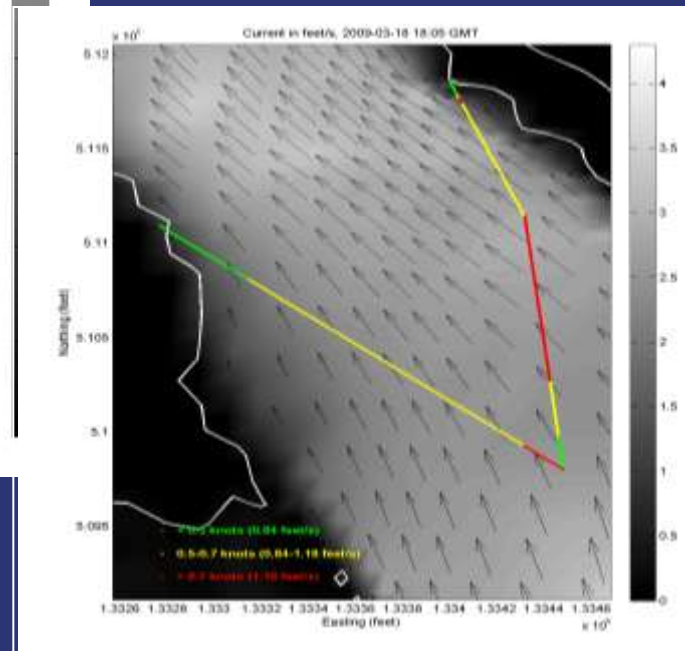 Current in feet/s, 2009-03-18 18:05 GMT
x 10
5.12
5.115
5.11
5.105
5.1
5.095
Northing (feet)
4
3.5
3
2.5
2
1.5
1
0.5
0
knots (0.84 feet/s)
0.5-0.7 knots (0.84-1.18 feet/s)
knots (1.18 feet/s)
1.3326 1.3328 1.333 1.3332 1.3334 1.3336 1.3338 1.334 1.3342 1.3344 1.3346
Easting (feet)
x 10